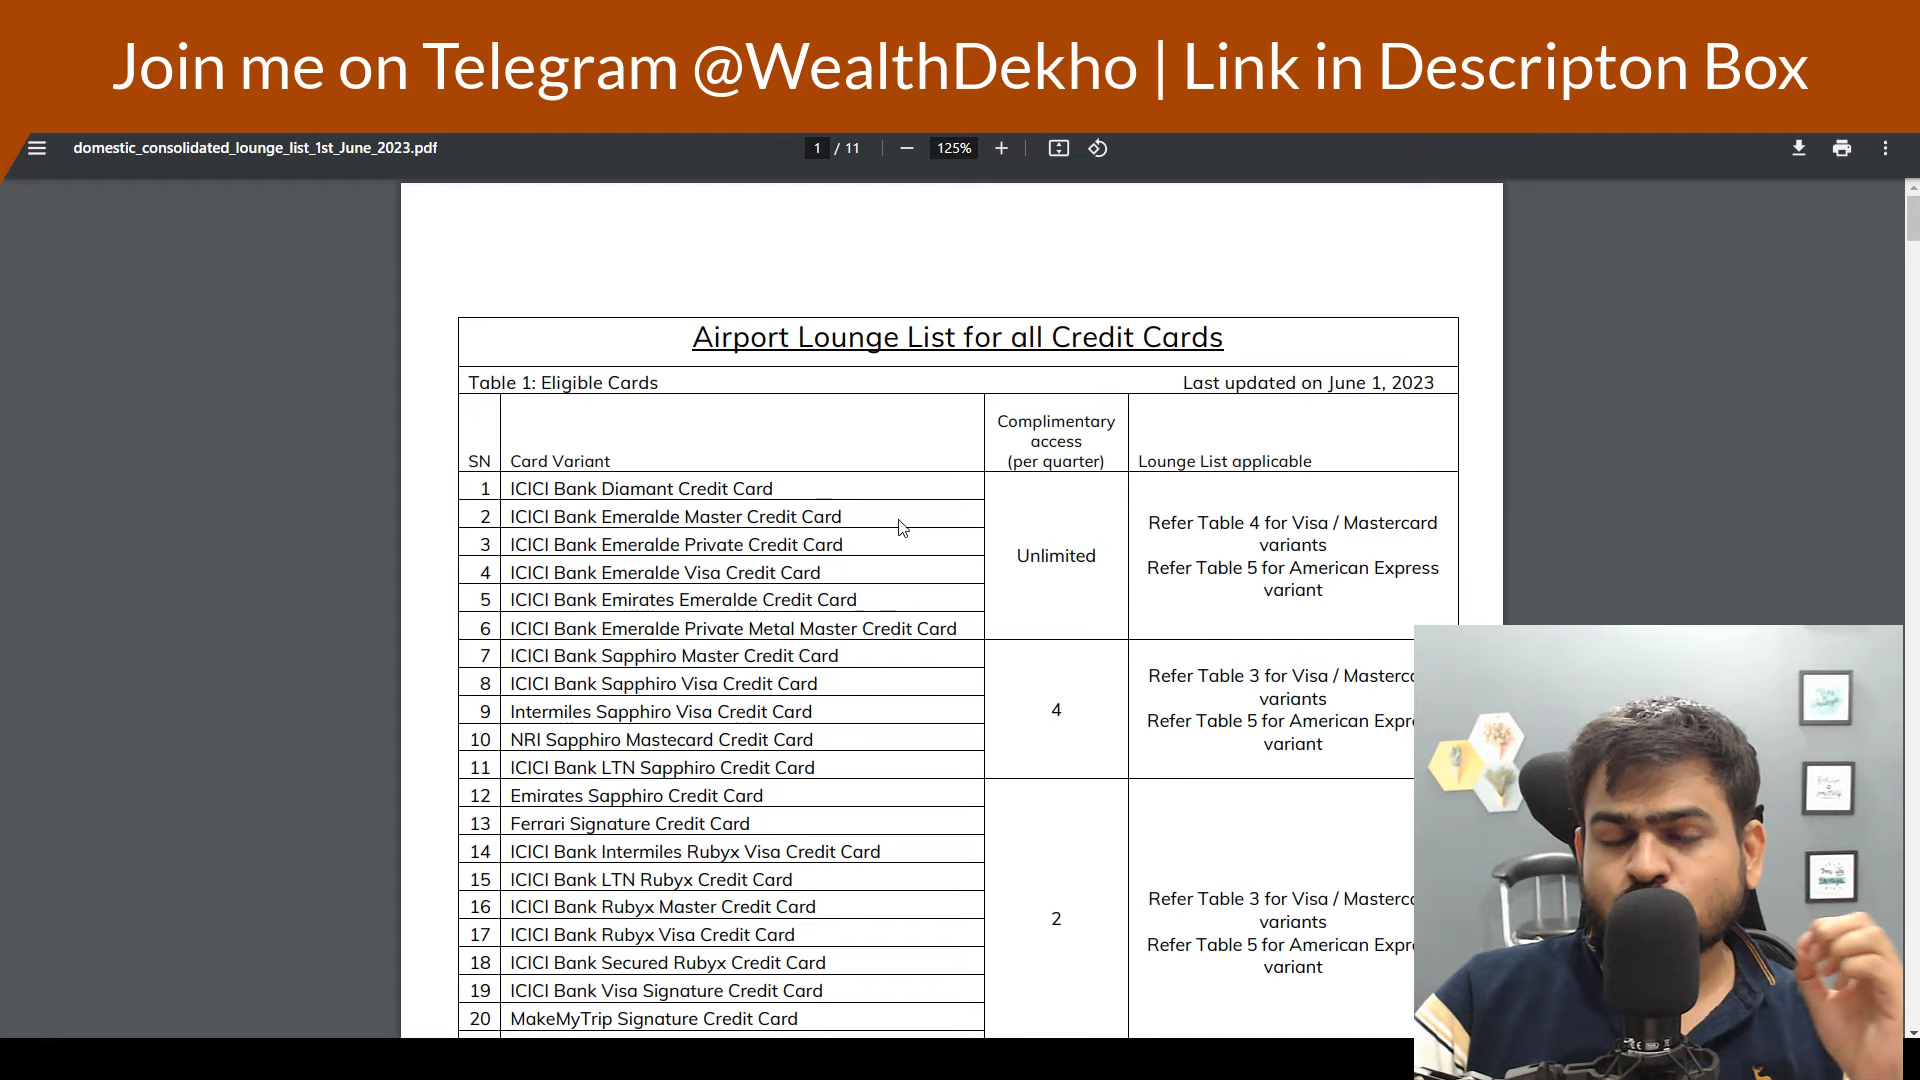 Join me on Telegram @WealthDekho | Link in Descripton Box
domestic_consolidated_lounge_list_1st_June_2023.pdf
1 / 11
125%
Airport Lounge List for all Credit Cards
Table 1: Eligible Cards
Last updated on June 1, 2023
SN
Card Variant
Complimentary
access
(per quarter)
Lounge List applicable
1 ICICI Bank Diamant Credit Card
2 ICICI Bank Emeralde Master Credit Card
3 ICICI Bank Emeralde Private Credit Card
4 ICICI Bank Emeralde Visa Credit Card
5 ICICI Bank Emirates Emeralde Credit Card
6 ICICI Bank Emeralde Private Metal Master Credit Card
Unlimited
Refer Table 4 for Visa / Mastercard
variants
Refer Table 5 for American Express
variant
7 ICICI Bank Sapphiro Master Credit Card
8 ICICI Bank Sapphiro Visa Credit Card
9 Intermiles Sapphiro Visa Credit Card
10 NRI Sapphiro Mastecard Credit Card
11 ICICI Bank LTN Sapphiro Credit Card
4
Refer Table 3 for Visa / Masterca
variants
Refer Table 5 for American Expre
variant
12 Emirates Sapphiro Credit Card
13 Ferrari Signature Credit Card
14 ICICI Bank Intermiles Rubyx Visa Credit Card
15 ICICI Bank LTN Rubyx Credit Card
16 ICICI Bank Rubyx Master Credit Card
17 ICICI Bank Rubyx Visa Credit Card
18 ICICI Bank Secured Rubyx Credit Card
19 ICICI Bank Visa Signature Credit Card
20 MakeMyTrip Signature Credit Card
2
Refer Table 3 for Visa / Masterca
variants
Refer Table 5 for American Expre
variant